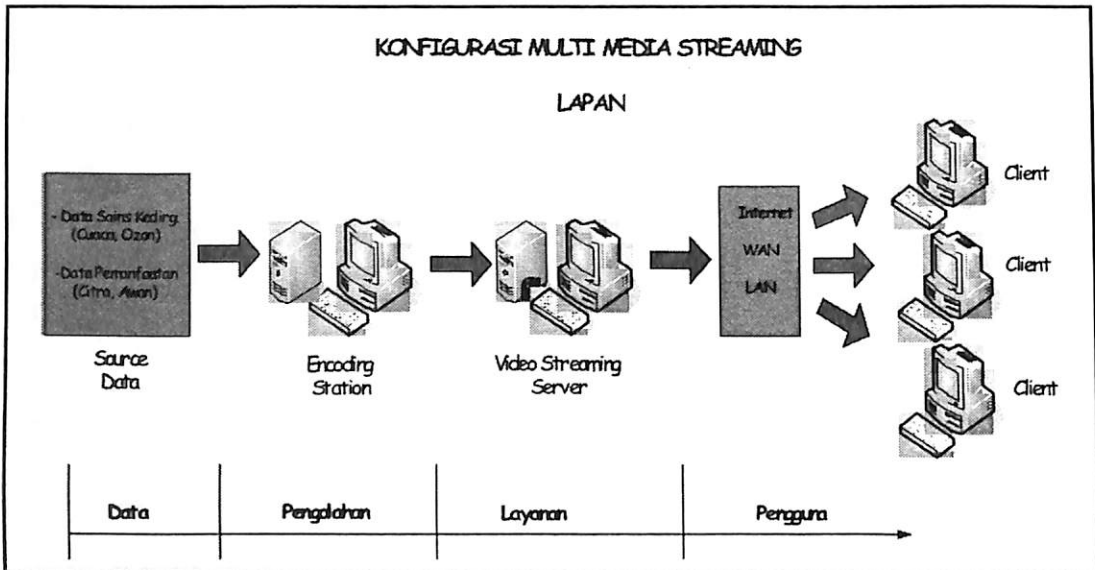 KONFIGURASI MULTI MEDIA STREAMING
LAPAN
- Data Sains Keding.
(Cuaca, Ozon)
-Data Pemanfaatan
(Citra, Awan)
Source
Data
Encoding
Station
Video Streaming
Server
Internet
WAN
LAN
Client
Client
Client
Data
Pengolahan
Layanan
Pengguna